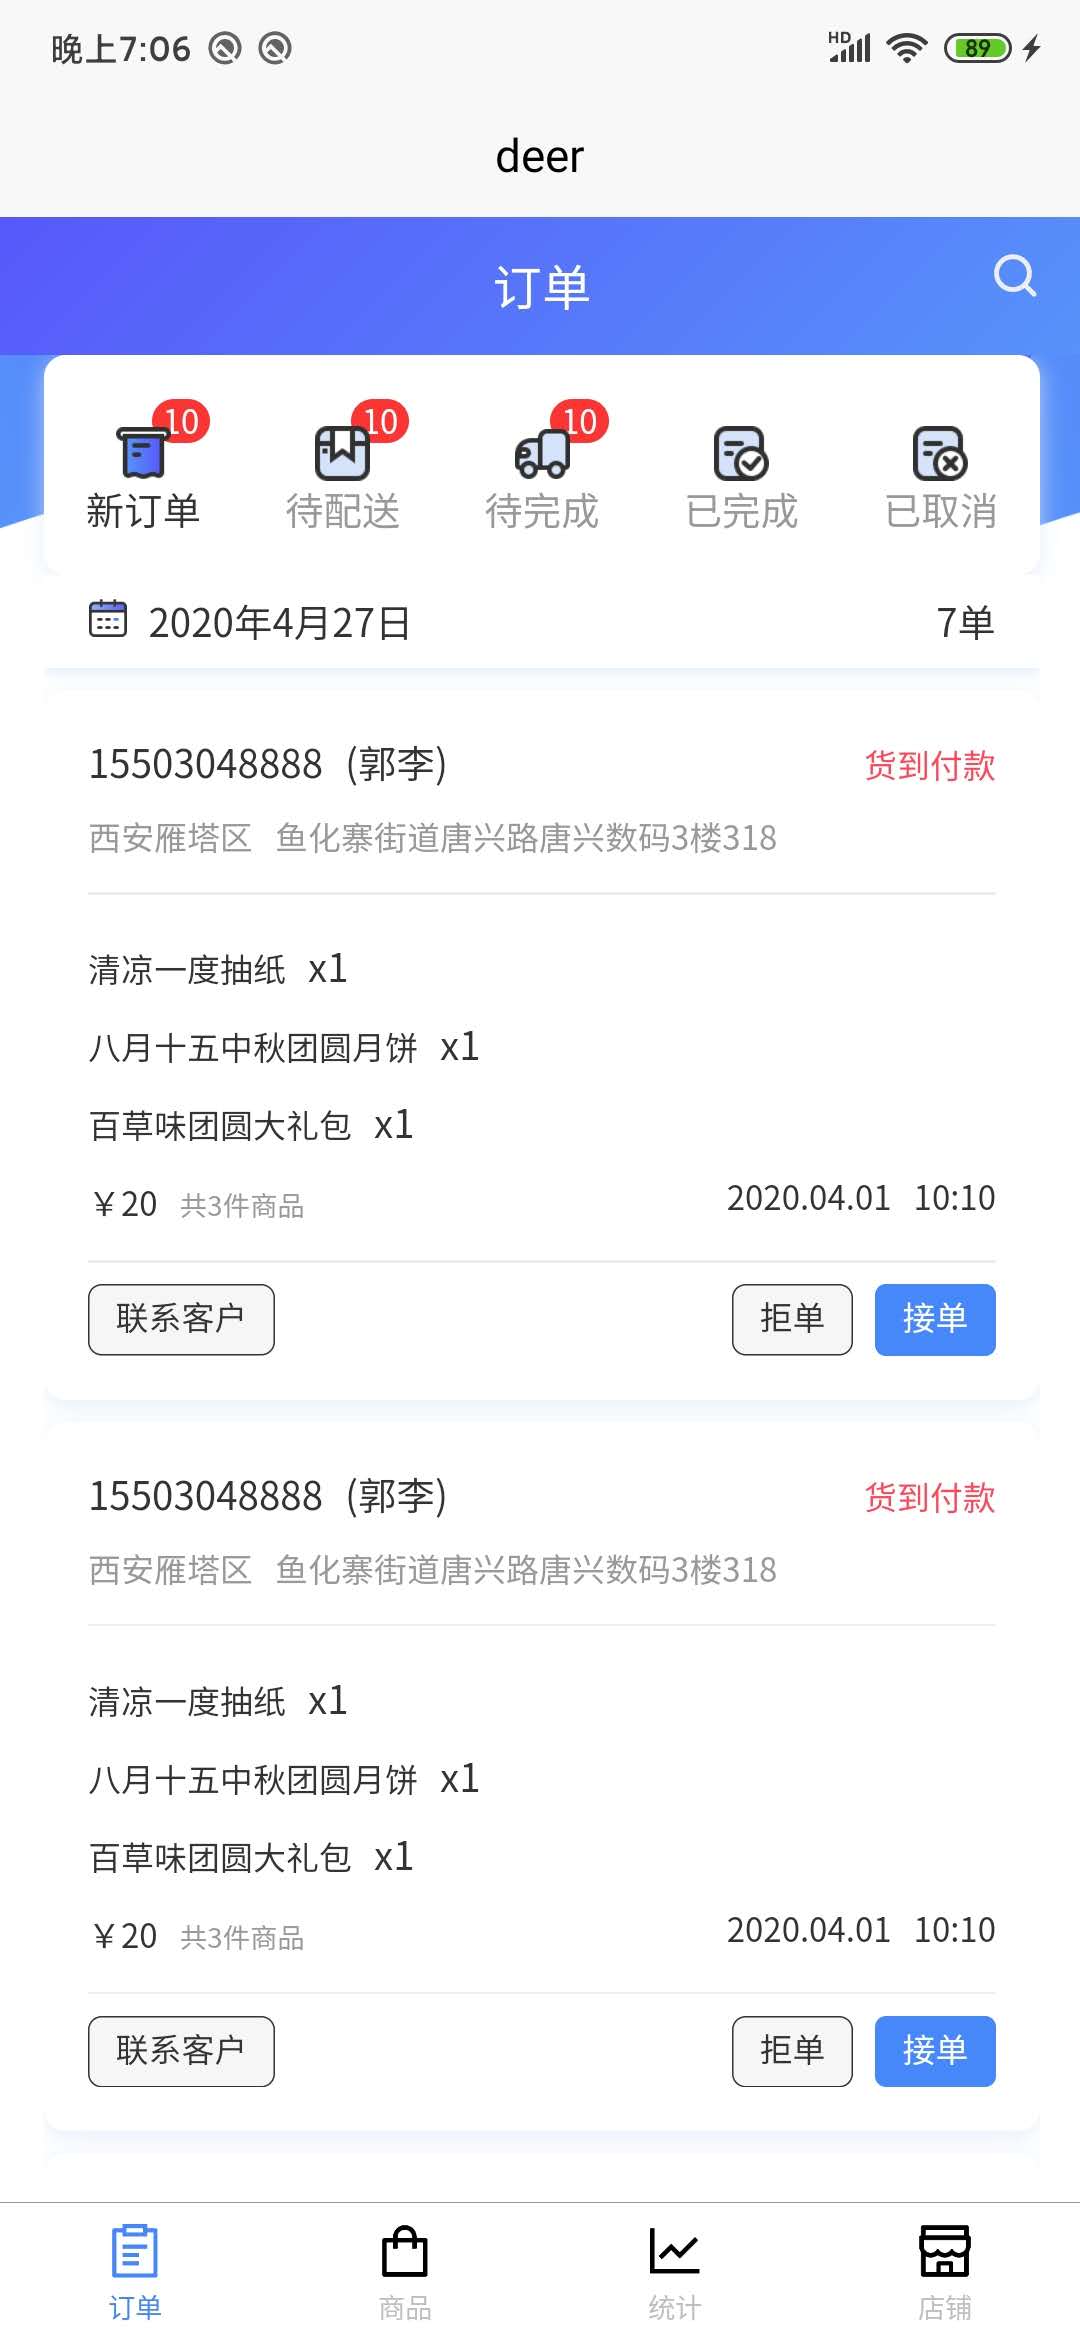 晚上7:06 HD 89
deer
订单
10 10 10
新订单 待配送 待完成 已完成 已取消
2020年4月27日 7单
15503048888 (郭李) 货到付款
西安雁塔区 鱼化寨街道唐兴路唐兴数码3楼318
清凉一度抽纸 x1
八月十五中秋团圆月饼 x1
百草味团圆大礼包 x1
￥20 共3件商品 2020.04.01 10:10
联系客户 拒单 接单
15503048888 (郭李) 货到付款
西安雁塔区 鱼化寨街道唐兴路唐兴数码3楼318
清凉一度抽纸 x1
八月十五中秋团圆月饼 x1
百草味团圆大礼包 x1
￥20 共3件商品 2020.04.01 10:10
联系客户 拒单 接单
订单 商品 统计 店铺